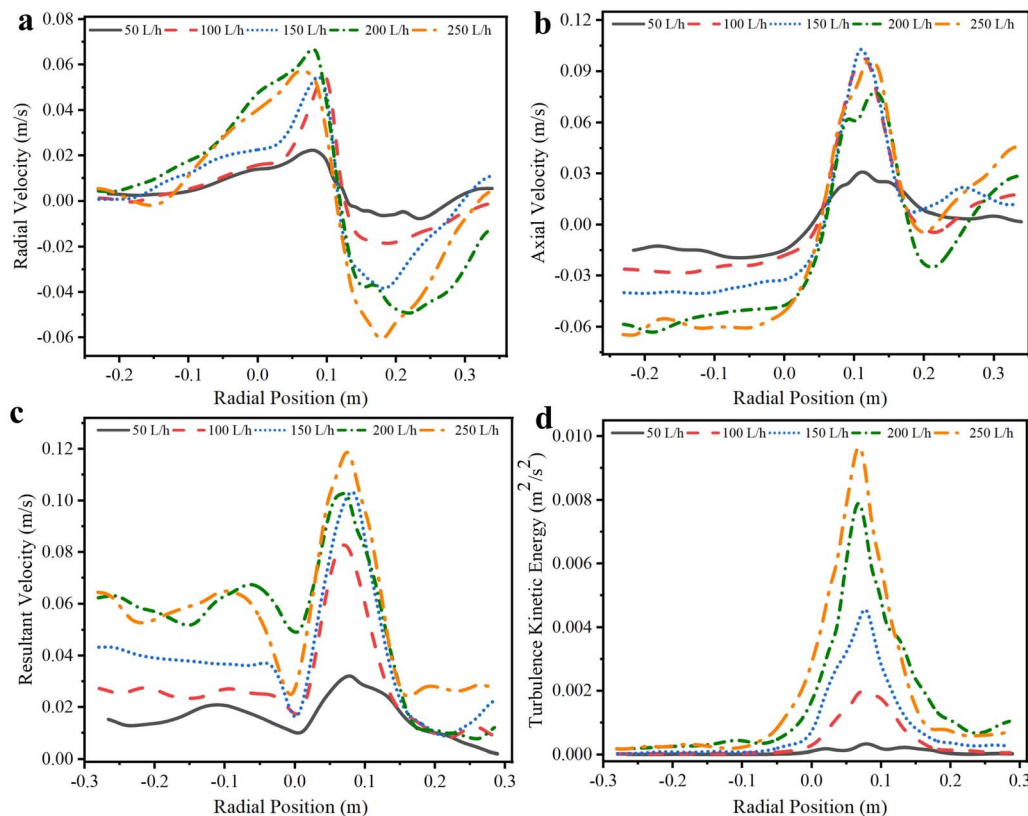 a
50 L/h 100 L/h 150 L/h 200 L/h 250 L/h
0.08
0.06
0.04
0.02
0.00
-0.02
-0.04
-0.06
Radial Velocity (m/s)
-0.2 -0.1 0.0 0.1 0.2 0.3
Radial Position (m)
b
50 L/h 100 L/h 150 L/h 200 L/h 250 L/h
0.12
0.09
0.06
0.03
0.00
-0.03
-0.06
Axial Velocity (m/s)
-0.2 -0.1 0.0 0.1 0.2 0.3
Radial Position (m)
c
50 L/h 100 L/h 150 L/h 200 L/h 250 L/h
0.12
0.10
0.08
0.06
0.04
0.02
0.00
Resultant Velocity (m/s)
-0.3 -0.2 -0.1 0.0 0.1 0.2 0.3
Radial Position (m)
d
50 L/h 100 L/h 150 L/h 200 L/h 250 L/h
0.010
0.008
0.006
0.004
0.002
0.000
Turbulence Kinetic Energy (m²/s²)
-0.3 -0.2 -0.1 0.0 0.1 0.2 0.3
Radial Position (m)